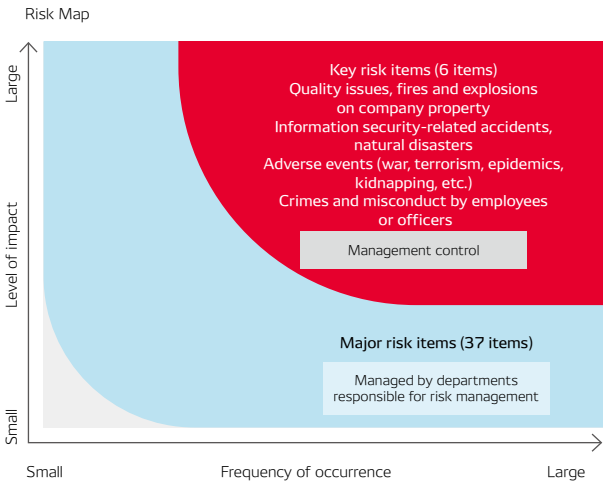 Risk Map
Large
Level of impact
Small
Key risk items (6 items)
Quality issues, fires and explosions
on company property
Information security-related accidents,
natural disasters
Adverse events (war, terrorism, epidemics,
kidnapping, etc.)
Crimes and misconduct by employees
or officers
Management control
Major risk items (37 items)
Managed by departments
responsible for risk management
Small
Frequency of occurrence
Large